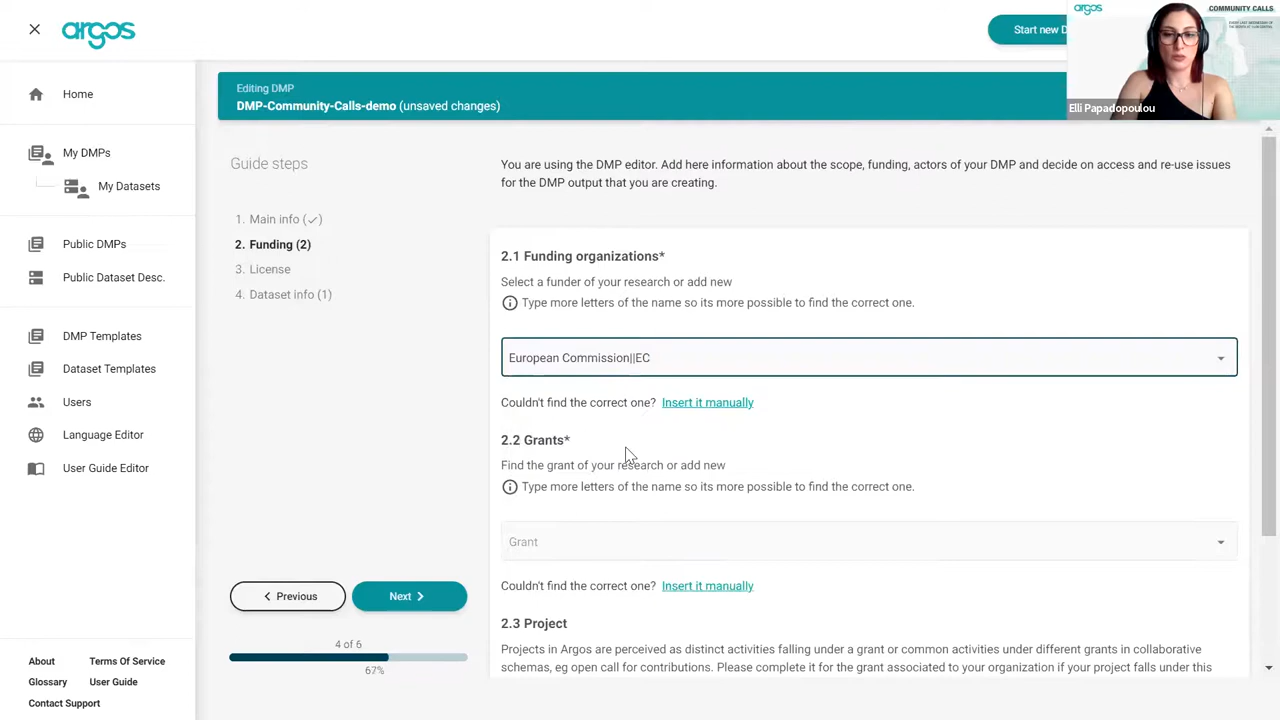 argos
Start new D
argos
COMMUNITY CALLS
Elli Papadopoulou
Home
My DMPs
My Datasets
Public DMPs
Public Dataset Desc.
DMP Templates
Dataset Templates
Users
Language Editor
User Guide Editor
About
Terms Of Service
Glossary
User Guide
Contact Support
Editing DMP
DMP-Community-Calls-demo (unsaved changes)
Guide steps
1. Main info (✓)
2. Funding (2)
3. License
4. Dataset info (1)
Previous
Next
4 of 6
67%
You are using the DMP editor. Add here information about the scope, funding, actors of your DMP and decide on access and re-use issues
for the DMP output that you are creating.
2.1 Funding organizations*
Select a funder of your research or add new
Type more letters of the name so its more possible to find the correct one.
European Commission||EC
Couldn't find the correct one? Insert it manually
2.2 Grants*
Find the grant of your research or add new
Type more letters of the name so its more possible to find the correct one.
Grant
Couldn't find the correct one? Insert it manually
2.3 Project
Projects in Argos are perceived as distinct activities falling under a grant or common activities under different grants in collaborative
schemas, eg open call for contributions. Please complete it for the grant associated to your organization if your project falls under this